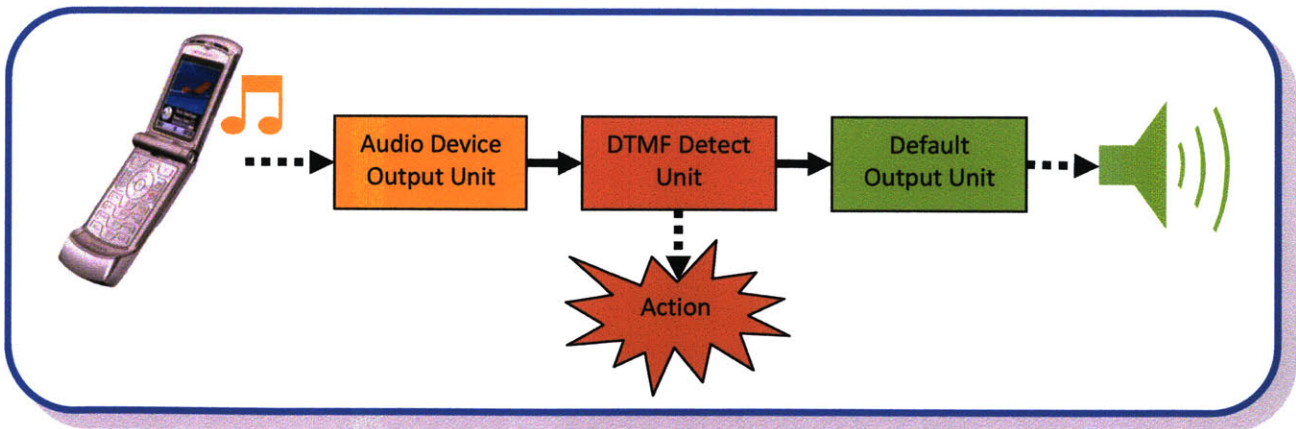 Audio Device
Output Unit
DTMF Detect
Unit
Default
Output Unit
Action